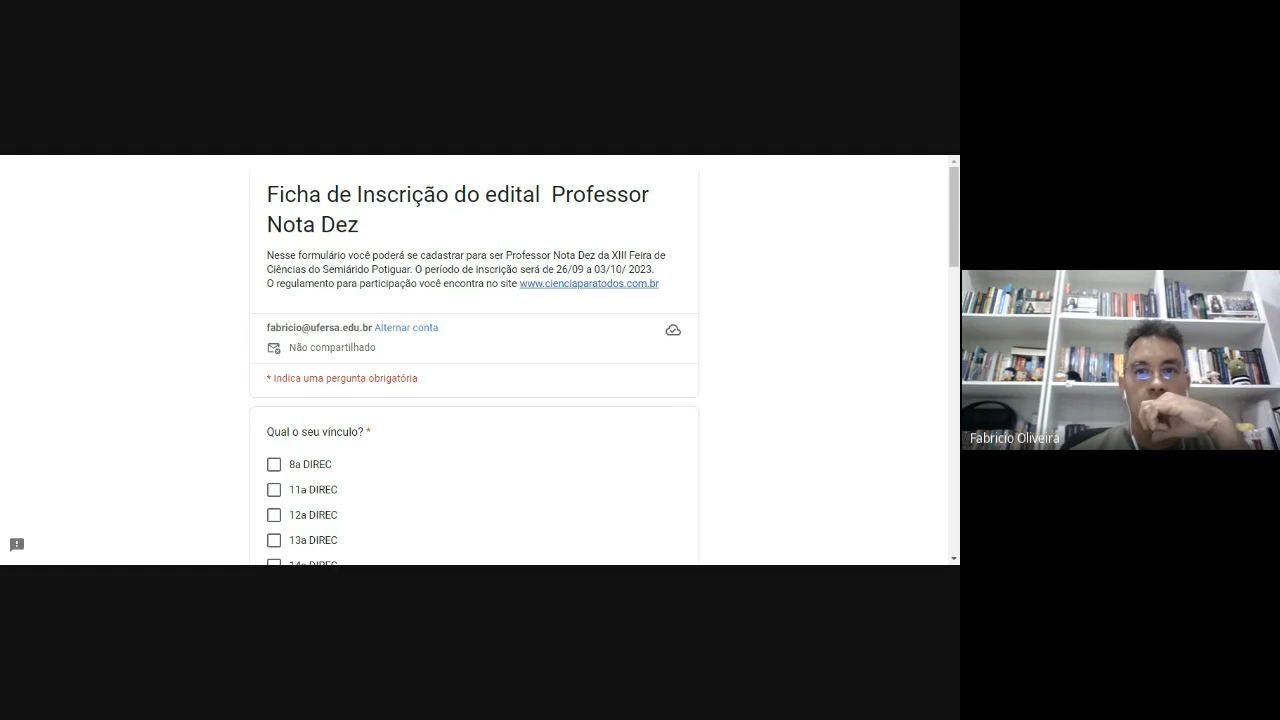 Ficha de Inscrição do edital  Professor
Nota Dez
Nesse formulário você poderá se cadastrar para ser Professor Nota Dez da XIII Feira de
Ciências do Semiárido Potiguar. O período de inscrição será de 26/09 a 03/10/ 2023.
O regulamento para participação você encontra no site www.cienciaparatodos.com.br
fabricio@ufersa.edu.br Alternar conta
Não compartilhado
* Indica uma pergunta obrigatória
Qual o seu vínculo? *
8a DIREC
11a DIREC
12a DIREC
13a DIREC
14a DIREC
Fabricio Oliveira